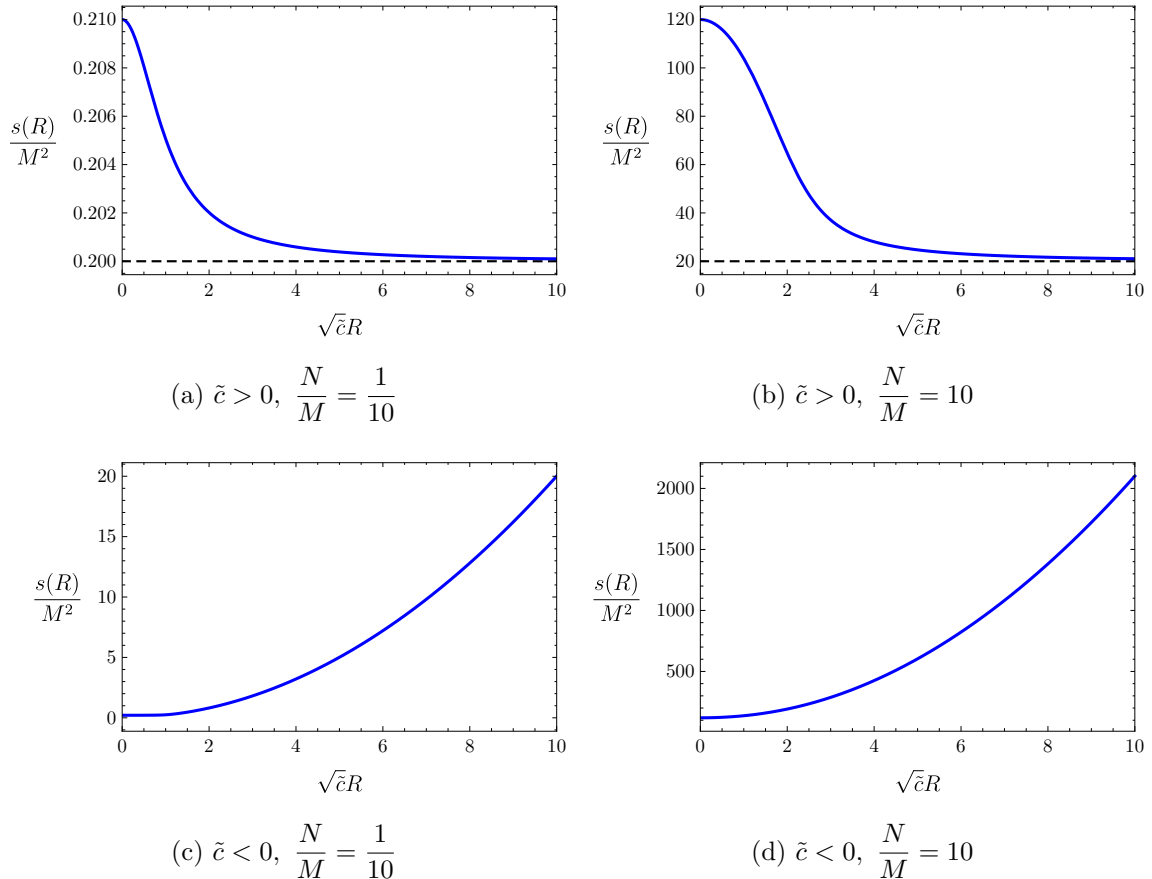 0.210
0.208
0.206
0.204
0.202
0.200
s(R)
M²
0 2 4 6 8 10
√c̃R
(a) c̃ > 0, N/M = 1/10
120
100
80
60
40
20
s(R)
M²
0 2 4 6 8 10
√c̃R
(b) c̃ > 0, N/M = 10
20
15
10
5
0
s(R)
M²
0 2 4 6 8 10
√c̃R
(c) c̃ < 0, N/M = 1/10
2000
1500
1000
500
s(R)
M²
0 2 4 6 8 10
√c̃R
(d) c̃ < 0, N/M = 10